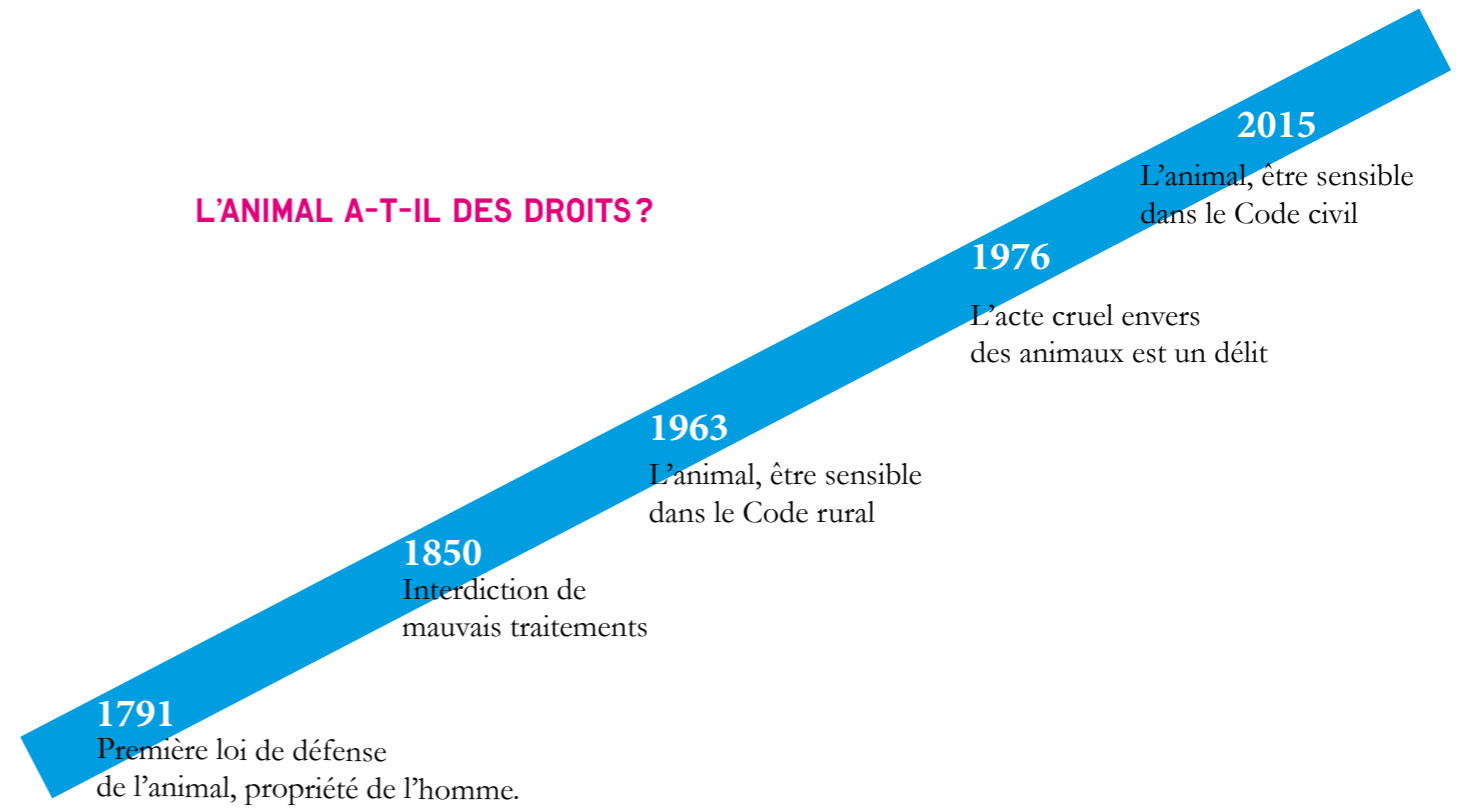 L'ANIMAL A-T-IL DES DROITS ?
1791
Première loi de défense
de l'animal, propriété de l'homme.
1850
Interdiction de
mauvais traitements
1963
L'animal, être sensible
dans le Code rural
1976
L'acte cruel envers
des animaux est un délit
2015
L'animal, être sensible
dans le Code civil